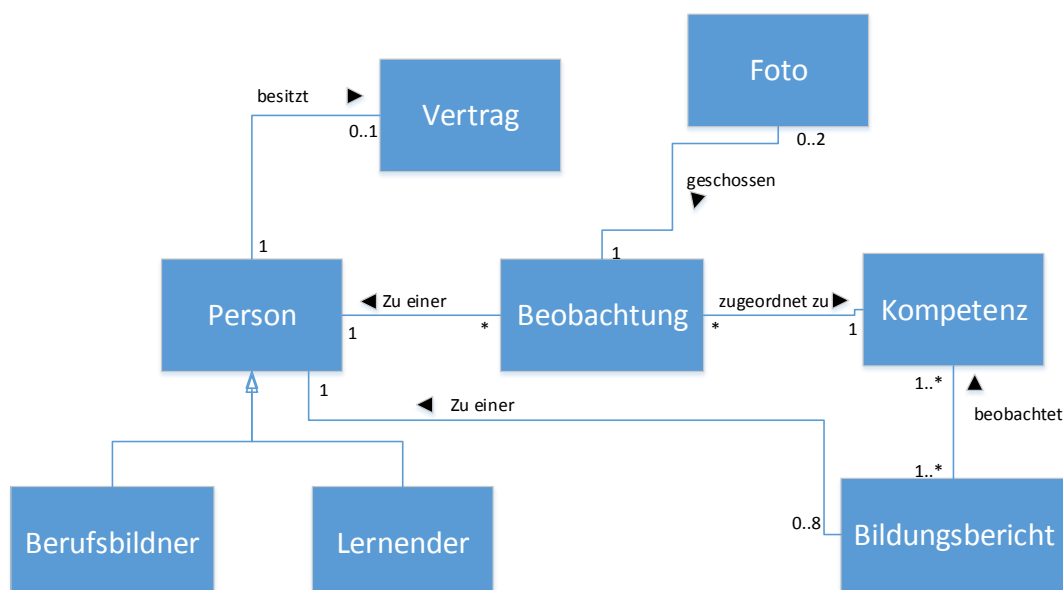 Foto
besitzt
Vertrag
0..1
0..2
geschossen
1
1
Person
Zu einer
1
*
Beobachtung
zugeordnet zu
*
1
Kompetenz
1
Zu einer
1..*
beobachtet
1..*
Berufsbildner
Lernender
0..8
Bildungsbericht